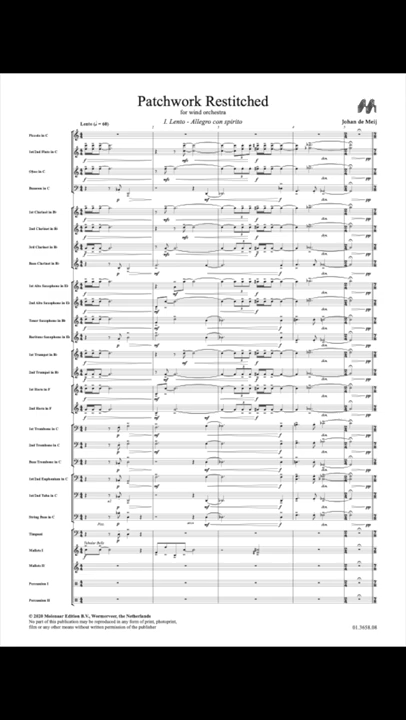 Patchwork Restitched
for wind orchestra
I. Lento - Allegro con spirito
Johan de Meij
Lento (♩ = 60)
Piccolo in C
1st/2nd Flute in C
Oboe in C
Bassoon in C
1st Clarinet in B♭
2nd Clarinet in B♭
3rd Clarinet in B♭
Bass Clarinet in B♭
1st Alto Saxophone in E♭
2nd Alto Saxophone in E♭
Tenor Saxophone in B♭
Baritone Saxophone in E♭
1st Trumpet in B♭
2nd Trumpet in B♭
1st Horn in F
2nd Horn in F
1st Trombone in C
2nd Trombone in C
Bass Trombone in C
1st/2nd Euphonium in C
1st/2nd Tuba in C
String Bass in C
Timpani
Tubular Bells
Mallets I
Mallets II
Percussion I
Percussion II
© 2020 Molenaar Edition B.V., Wormerveer, the Netherlands
No part of this publication may be reproduced in any form of print, photoprint,
film or any other means without written permission of the publisher
01.3658.08